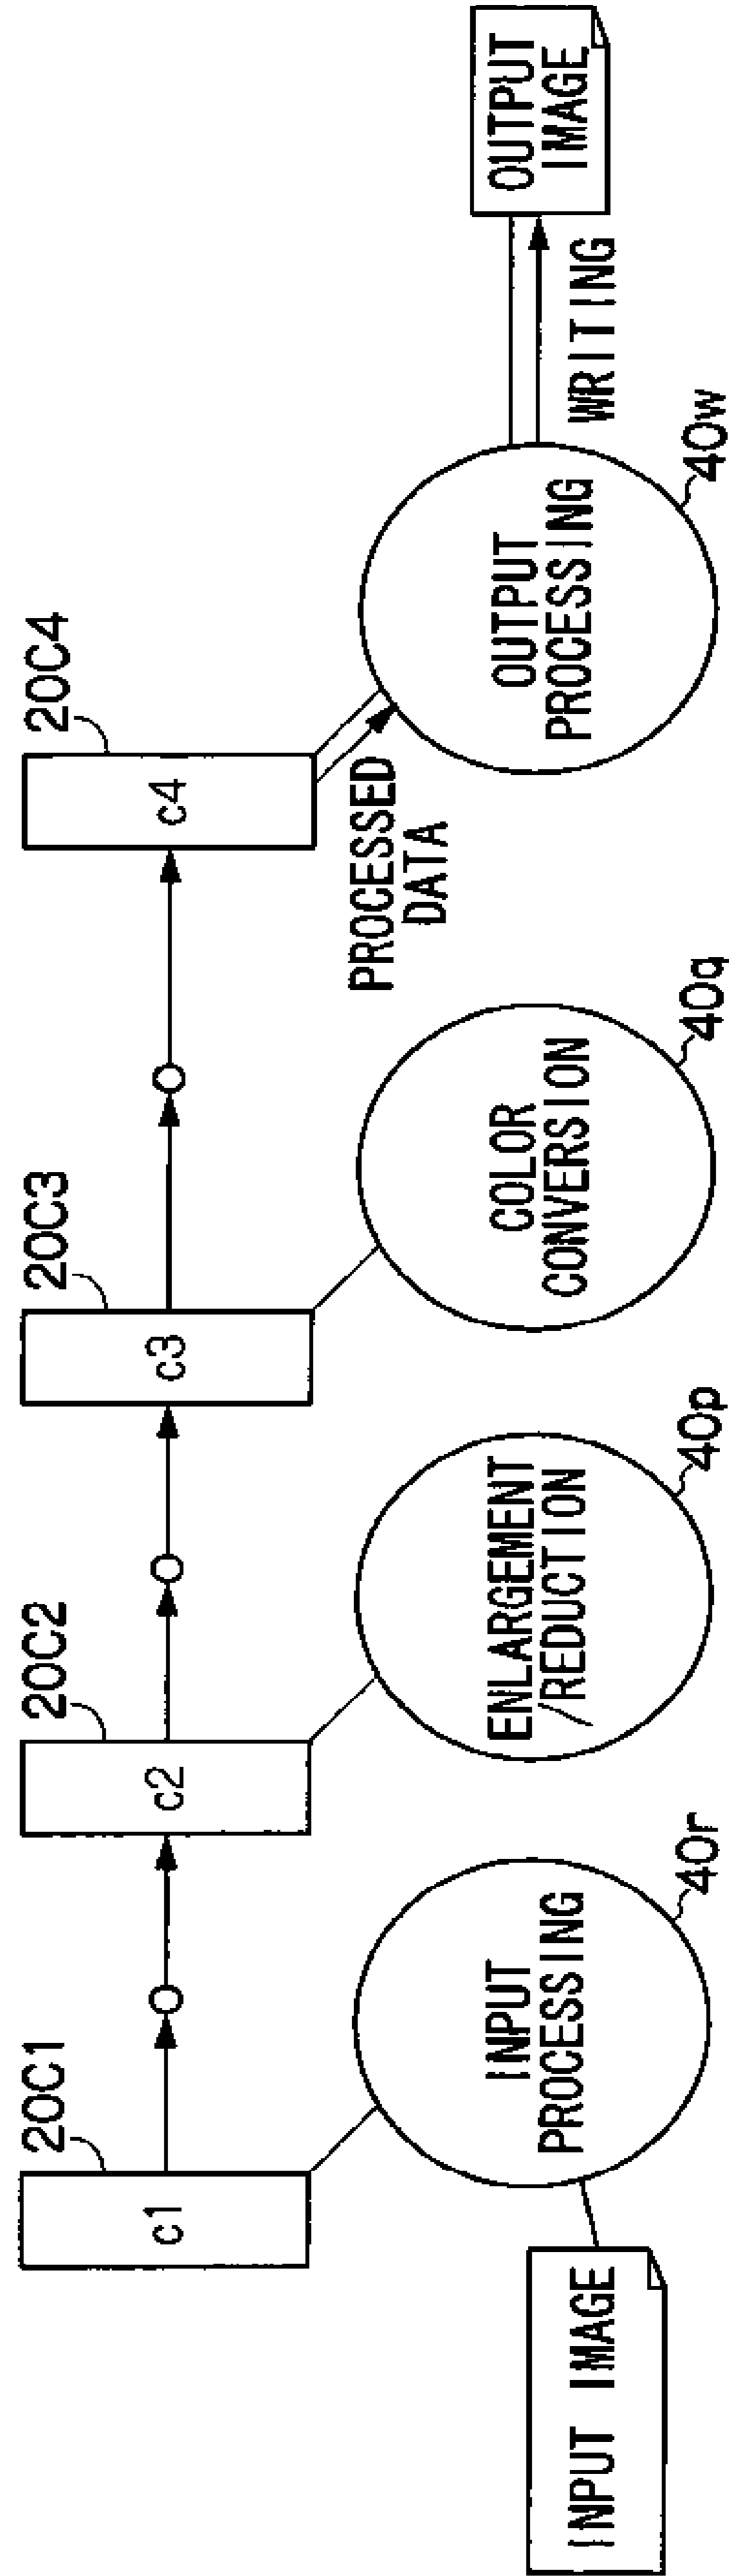 20C1
20C2
20C3
20C4
c1
c2
c3
c4
PROCESSED
DATA
INPUT IMAGE
INPUT
PROCESSING
40r
ENLARGEMENT
/REDUCTION
40p
COLOR
CONVERSION
40q
OUTPUT
PROCESSING
40w
WRITING
OUTPUT
IMAGE